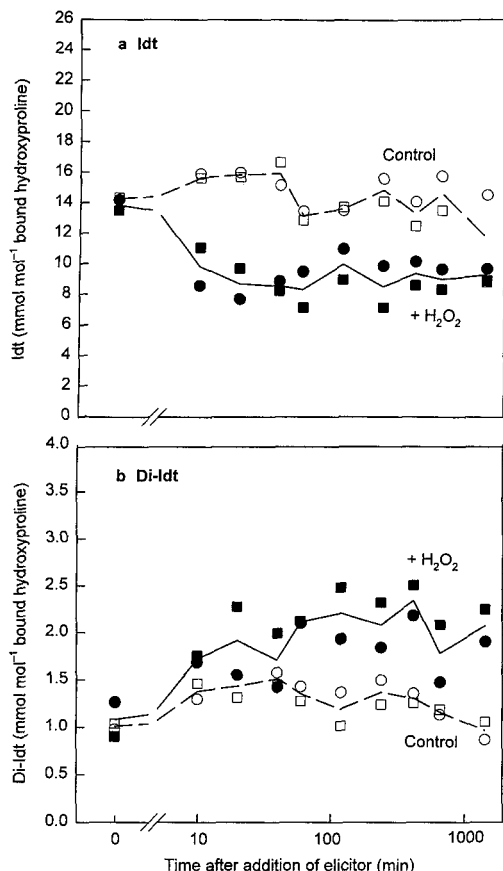 26
24
22
20
18
16
14
12
10
8
6
4
2
0
Idt (mmol mol⁻¹ bound hydroxyproline)
a Idt
Control
+ H₂O₂
4.0
3.5
3.0
2.5
2.0
1.5
1.0
0.5
0.0
Di-Idt (mmol mol⁻¹ bound hydroxyproline)
b Di-Idt
+ H₂O₂
Control
0 10 100 1000
Time after addition of elicitor (min)